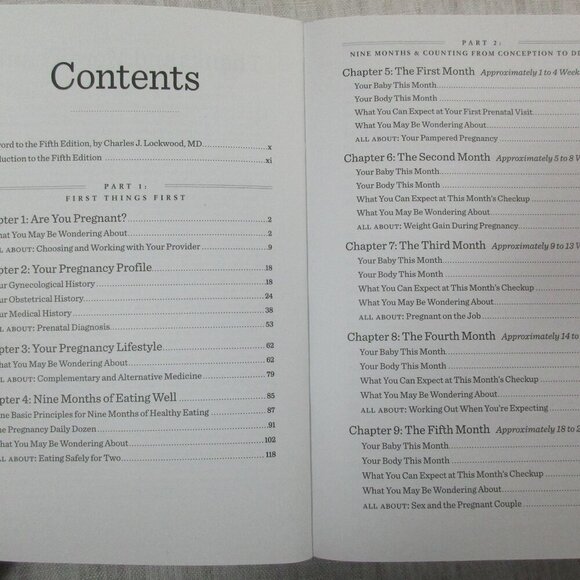 Contents
word to the Fifth Edition, by Charles J. Lockwood, MD x
duction to the Fifth Edition xi
PART 1:
FIRST THINGS FIRST
apter 1: Are You Pregnant? 2
hat You May Be Wondering About 2
LL ABOUT: Choosing and Working with Your Provider 9
apter 2: Your Pregnancy Profile 18
ur Gynecological History 18
ur Obstetrical History 24
ur Medical History 38
LL ABOUT: Prenatal Diagnosis 53
apter 3: Your Pregnancy Lifestyle 62
hat You May Be Wondering About 62
LL ABOUT: Complementary and Alternative Medicine 79
apter 4: Nine Months of Eating Well 85
ne Basic Principles for Nine Months of Healthy Eating 87
he Pregnancy Daily Dozen 91
hat You May Be Wondering About 102
LL ABOUT: Eating Safely for Two 118
PART 2:
NINE MONTHS & COUNTING FROM CONCEPTION TO DE
Chapter 5: The First Month Approximately 1 to 4 Week
Your Baby This Month
Your Body This Month
What You Can Expect at Your First Prenatal Visit
What You May Be Wondering About
ALL ABOUT: Your Pampered Pregnancy
Chapter 6: The Second Month Approximately 5 to 8 W
Your Baby This Month
Your Body This Month
What You Can Expect at This Month's Checkup
What You May Be Wondering About
ALL ABOUT: Weight Gain During Pregnancy
Chapter 7: The Third Month Approximately 9 to 13 W
Your Baby This Month
Your Body This Month
What You Can Expect at This Month's Checkup
What You May Be Wondering About
ALL ABOUT: Pregnant on the Job
Chapter 8: The Fourth Month Approximately 14 to
Your Baby This Month
Your Body This Month
What You Can Expect at This Month's Checkup
What You May Be Wondering About
ALL ABOUT: Working Out When You're Expecting
Chapter 9: The Fifth Month Approximately 18 to 2
Your Baby This Month
Your Body This Month
What You Can Expect at This Month's Checkup
What You May Be Wondering About
ALL ABOUT: Sex and the Pregnant Couple